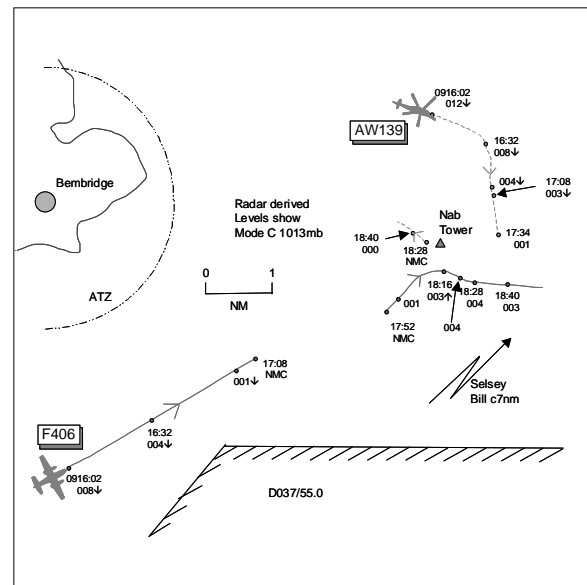 0916:02
012↓
AW139
16:32
008↓
Bembridge
004↓
17:08
003↓
Radar derived
Levels show
Mode C 1013mb
Nab
Tower
18:40
000
18:28
NMC
17:34
001
0
1
NM
ATZ
18:16
003↑
18:28
004
18:40
003
001
004
17:52
NMC
17:08
NMC
001↓
Selsey
Bill c7nm
F406
16:32
004↓
0916:02
008↓
D037/55.0